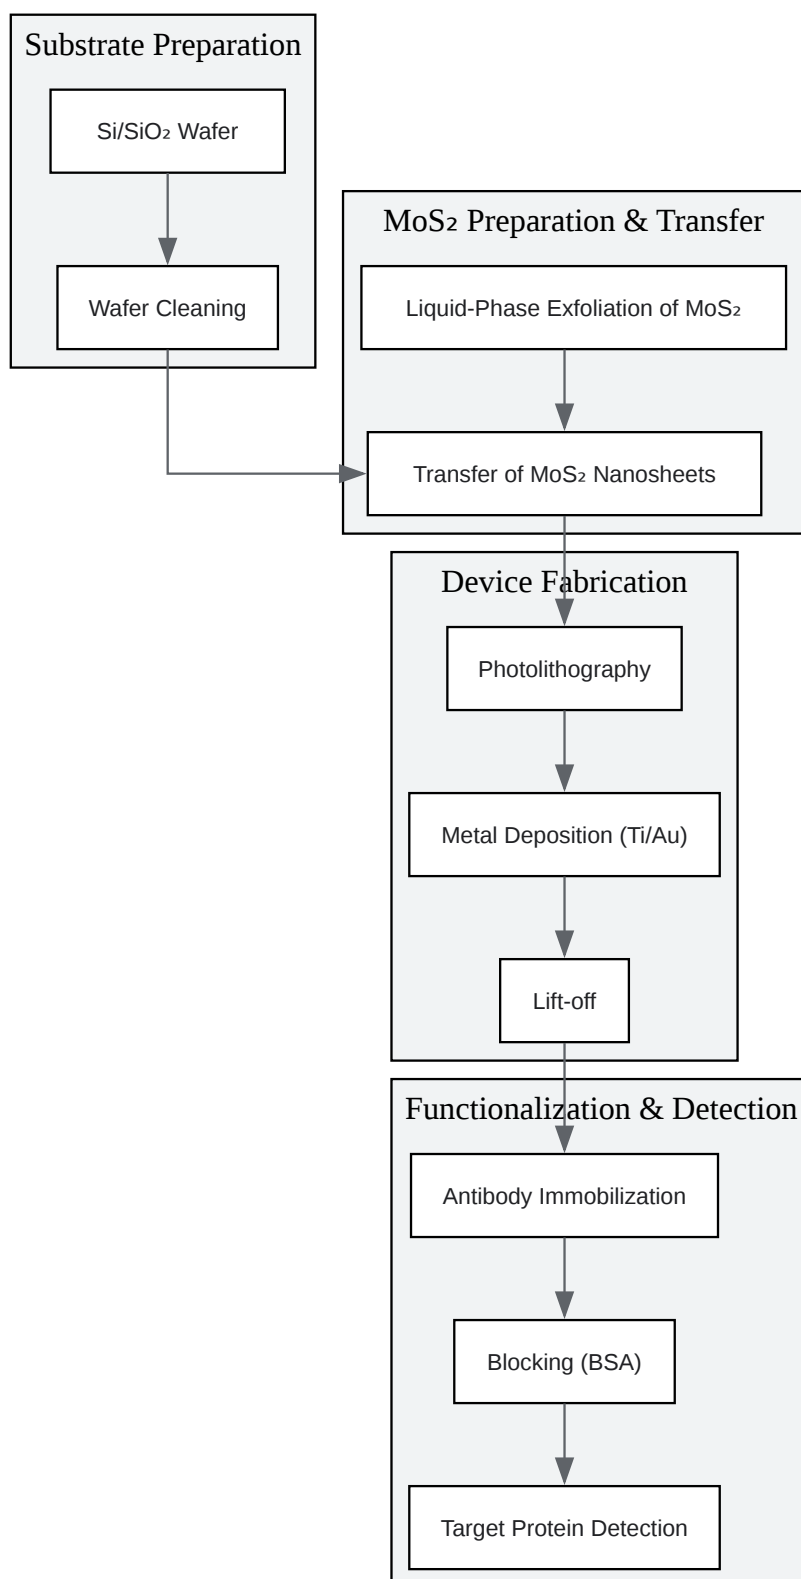 Substrate Preparation
Si/SiO₂ Wafer
Wafer Cleaning
MoS₂ Preparation & Transfer
Liquid-Phase Exfoliation of MoS₂
Transfer of MoS₂ Nanosheets
Device Fabrication
Photolithography
Metal Deposition (Ti/Au)
Lift-off
Functionalization & Detection
Antibody Immobilization
Blocking (BSA)
Target Protein Detection